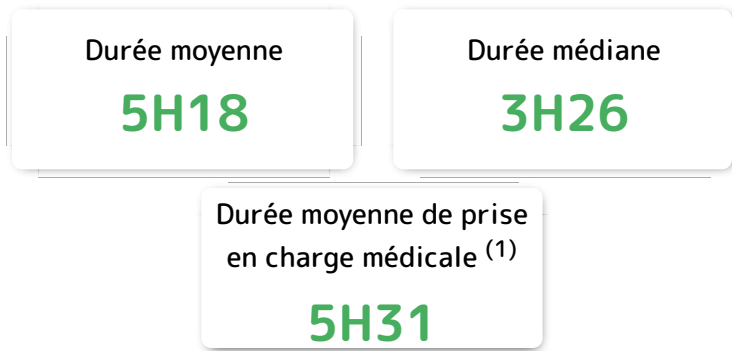 Durée moyenne
5H18
Durée médiane
3H26
Durée moyenne de prise
en charge médicale (1)
5H31